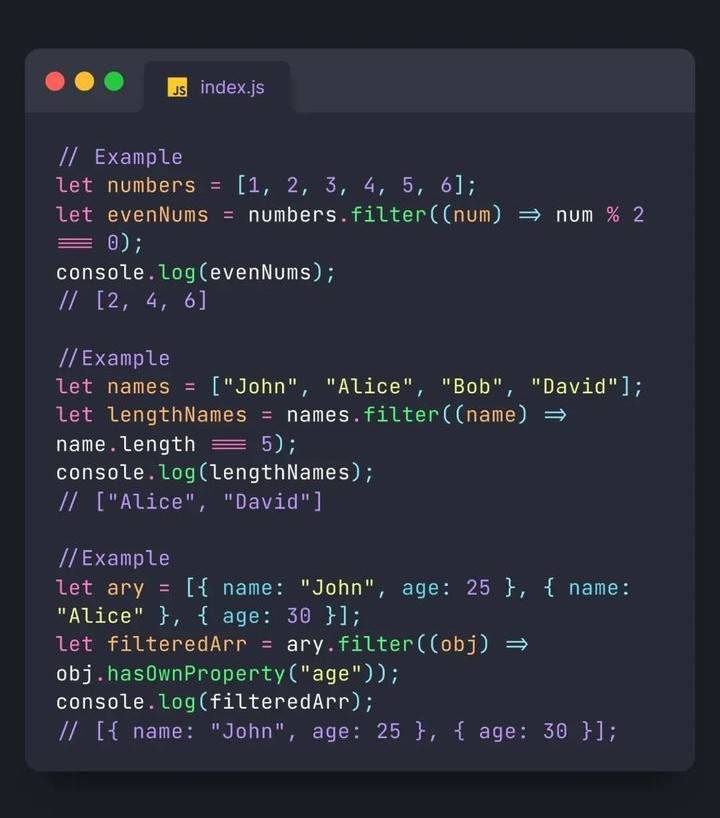 JS index.js
// Example
let numbers = [1, 2, 3, 4, 5, 6];
let evenNums = numbers.filter((num) => num % 2
=== 0);
console.log(evenNums);
// [2, 4, 6]
//Example
let names = ["John", "Alice", "Bob", "David"];
let lengthNames = names.filter((name) =>
name.length === 5);
console.log(lengthNames);
// ["Alice", "David"]
//Example
let ary = [{ name: "John", age: 25 }, { name:
"Alice" }, { age: 30 }];
let filteredArr = ary.filter((obj) =>
obj.hasOwnProperty("age"));
console.log(filteredArr);
// [{ name: "John", age: 25 }, { age: 30 }];